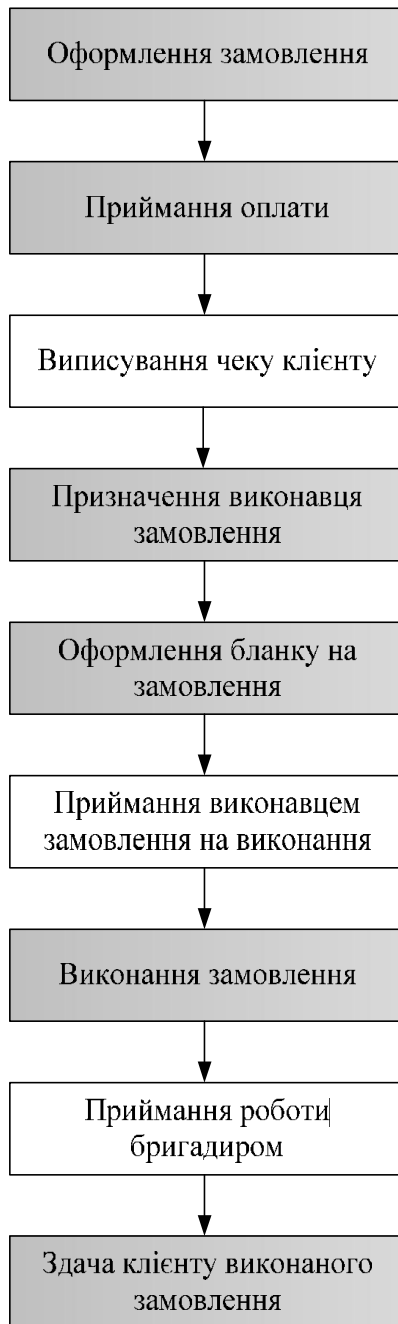 Оформлення замовлення
Приймання оплати
Виписування чеку клієнту
Призначення виконавця
замовлення
Оформлення бланку на
замовлення
Приймання виконавцем
замовлення на виконання
Виконання замовлення
Приймання роботи
бригадиром
Здача клієнту виконаного
замовлення